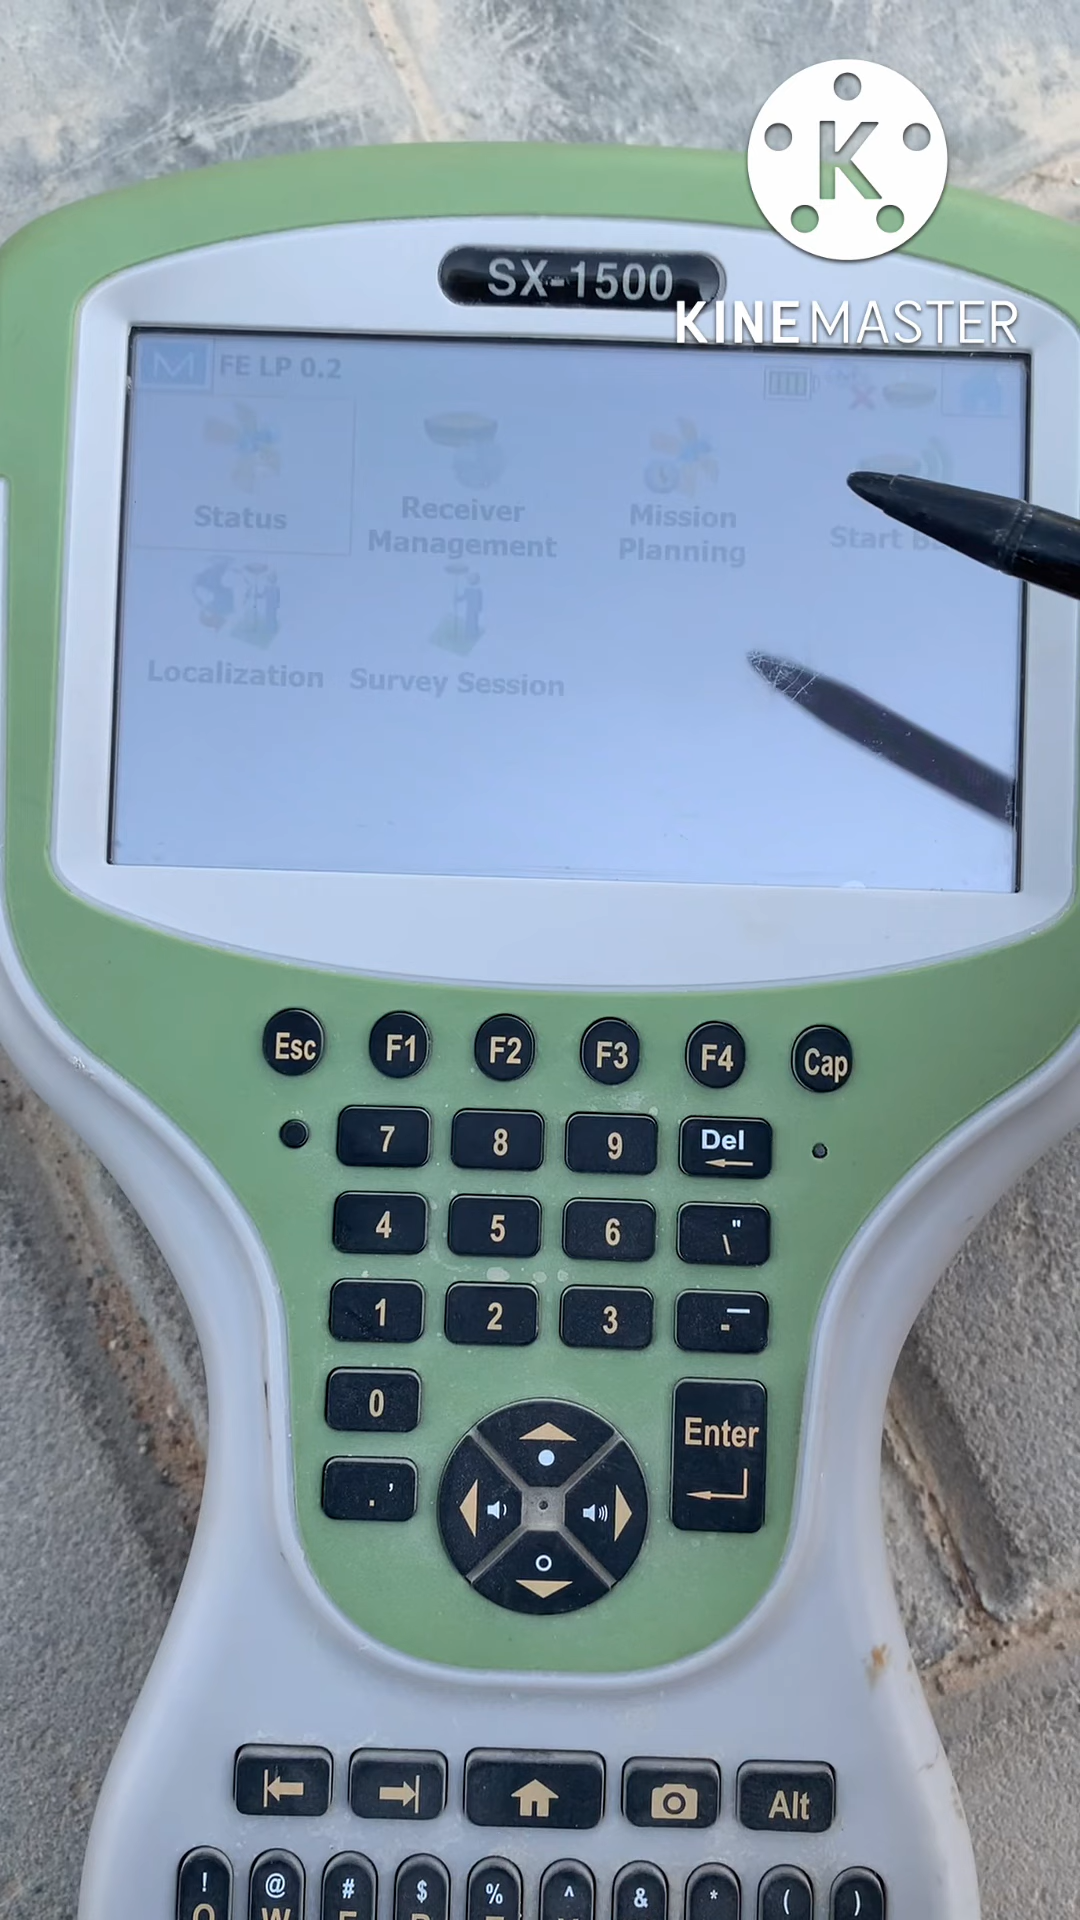 K
KINEMASTER
SX-1500
M FE LP 0.2
Status
Receiver
Management
Mission
Planning
Start
Localization
Survey Session
Esc F1 F2 F3 F4 Cap
7 8 9 Del
4 5 6 \ "
1 2 3 - _
0
Enter
. ,
Alt
! @ # $ % ^ & * ( )